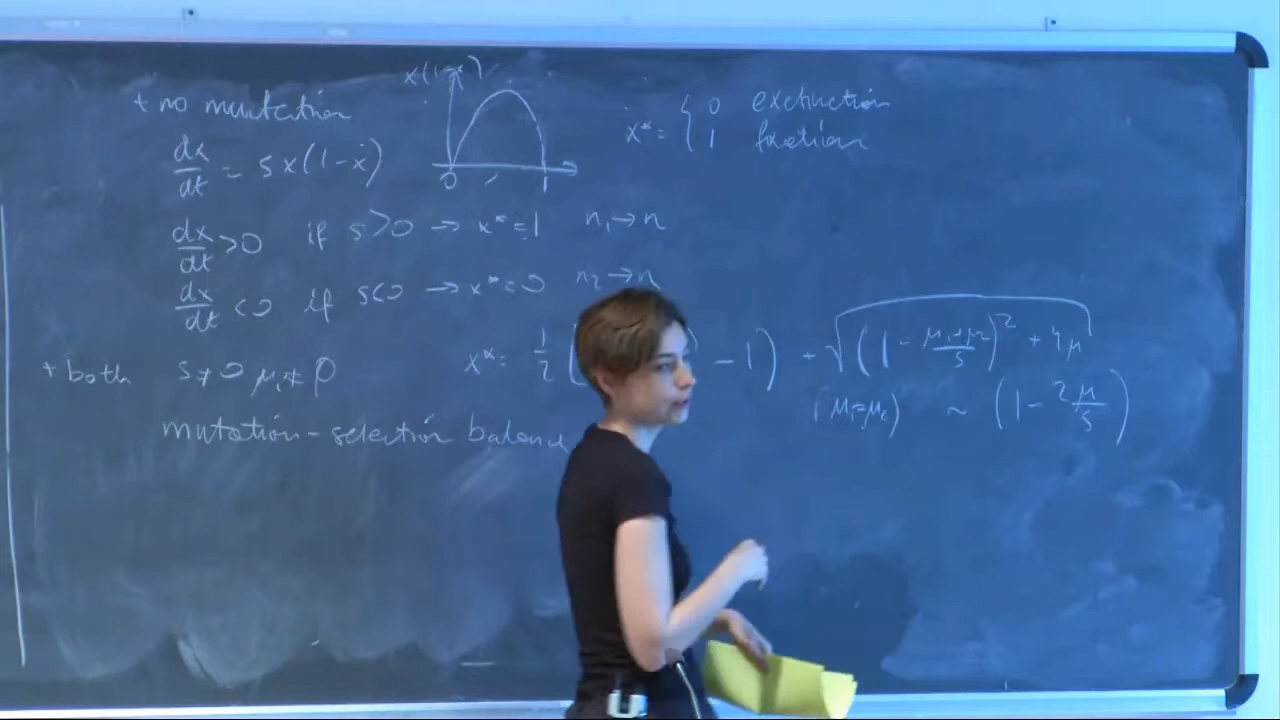 + no mutation
dx/dt = s x(1-x)
x(1-x)
0 1
x* = { 0 extinction
1 fixation
dx/dt > 0 if s>0 → x* = 1 n₁ → n
dx/dt < 0 if s<0 → x* = 0 n₂ → n
+ both s ≠ 0 μ₁ ≠ 0
x* = 1/2 ( - 1) + √((1 - μ₁+μ₂/s)² + 4μ
(μ₁=μ₂) ~ (1 - 2μ/s)
mutation-selection balance